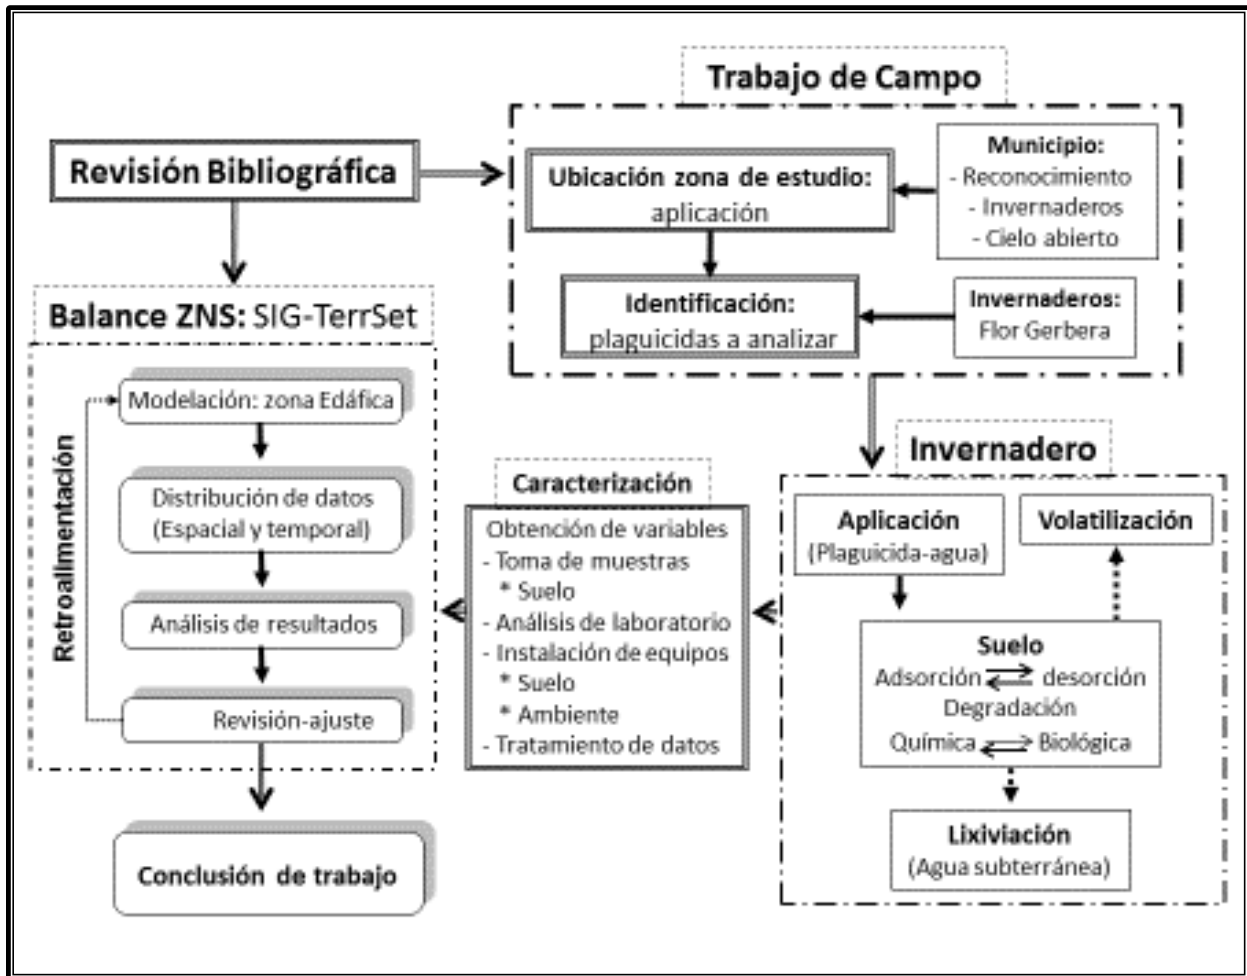 Trabajo de Campo
Revisión Bibliográfica
Ubicación zona de estudio:
aplicación
Municipio:
- Reconocimiento
- Invernaderos
- Cielo abierto
Identificación:
plaguicidas a analizar
Invernaderos:
Flor Gerbera
Balance ZNS: SIG-TerrSet
Retroalimentación
Modelación: zona Edáfica
Distribución de datos
(Espacial y temporal)
Análisis de resultados
Revisión-ajuste
Conclusión de trabajo
Caracterización
Obtención de variables
- Toma de muestras
* Suelo
- Análisis de laboratorio
- Instalación de equipos
* Suelo
* Ambiente
- Tratamiento de datos
Invernadero
Aplicación
(Plaguicida-agua)
Volatilización
Suelo
Adsorción desorción
Degradación
Química Biológica
Lixiviación
(Agua subterránea)